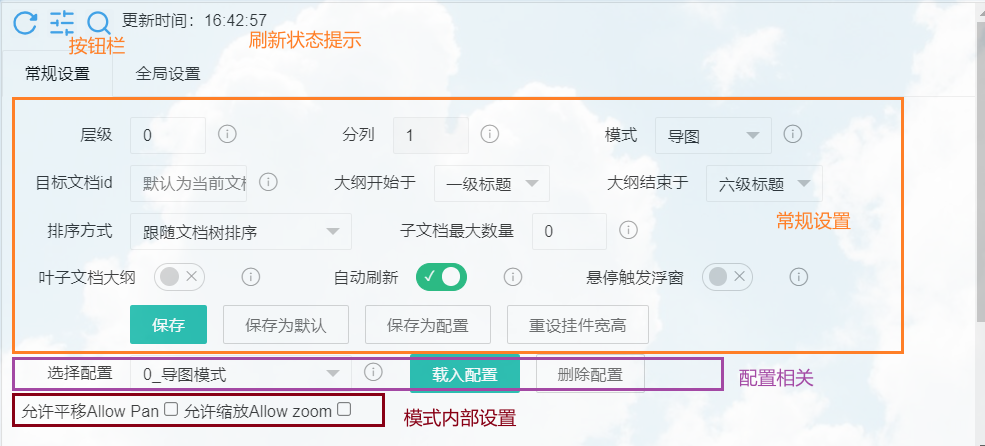 更新时间：16:42:57
按钮栏
刷新状态提示
常规设置 全局设置
层级 0 分列 1 模式 导图
目标文档id 默认为当前文档 大纲开始于 一级标题 大纲结束于 六级标题
排序方式 跟随文档树排序 子文档最大数量 0 常规设置
叶子文档大纲 自动刷新 悬停触发浮窗
保存 保存为默认 保存为配置 重设挂件宽高
选择配置 0_导图模式 载入配置 删除配置 配置相关
允许平移Allow Pan 允许缩放Allow zoom 模式内部设置